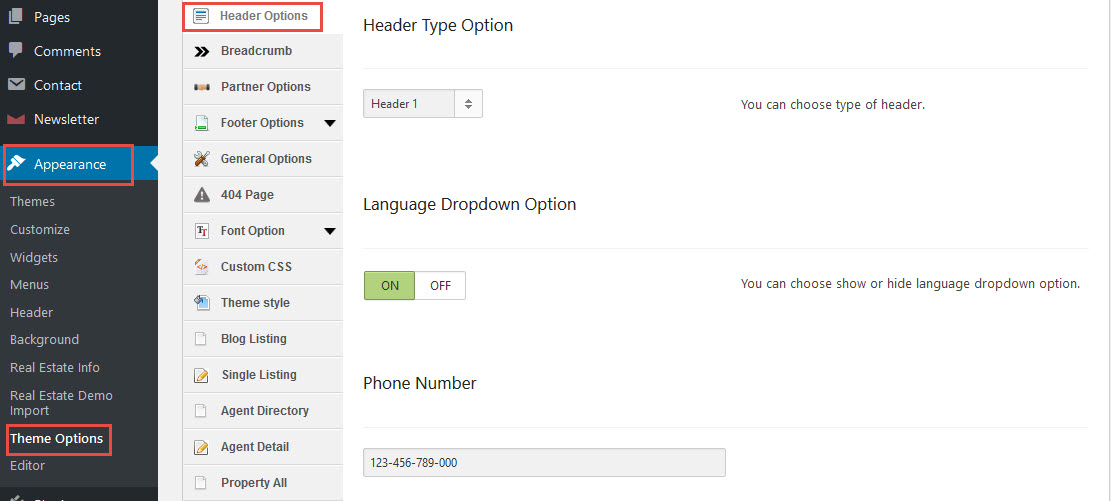 Pages
Comments
Contact
Newsletter
Appearance
Themes
Customize
Widgets
Menus
Header
Background
Real Estate Info
Real Estate Demo
Import
Theme Options
Editor
Header Options
Breadcrumb
Partner Options
Footer Options
General Options
404 Page
Font Option
Custom CSS
Theme style
Blog Listing
Single Listing
Agent Directory
Agent Detail
Property All
Header Type Option
Header 1
You can choose type of header.
Language Dropdown Option
ON OFF
You can choose show or hide language dropdown option.
Phone Number
123-456-789-000